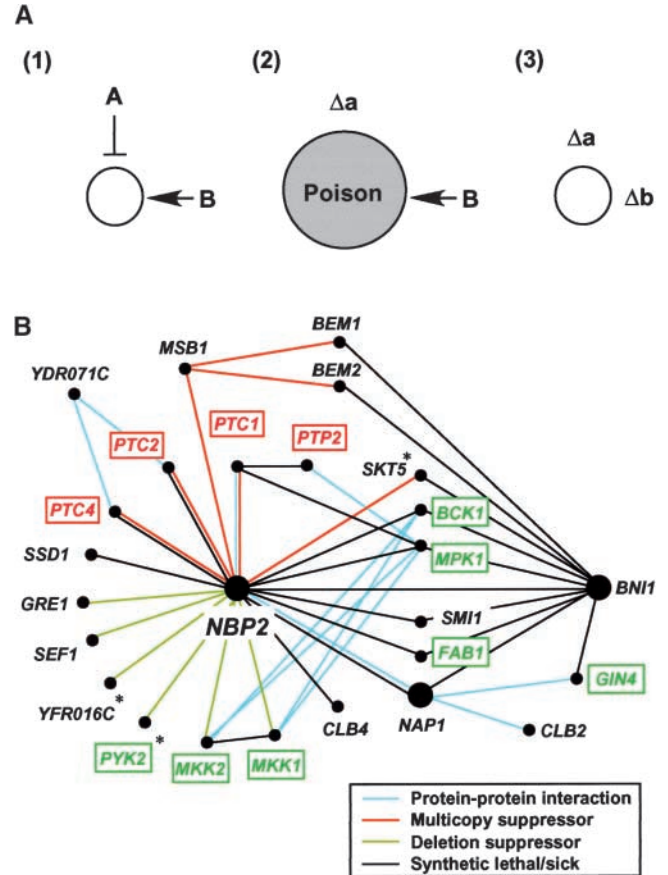 A
(1)
(2)
(3)
A
Δa
Δa
Poison
B
B
Δb
B
BEM1
MSB1
BEM2
YDR071C
PTC1
PTC2
PTP2
SKT5*
PTC4
BCK1
MPK1
SSD1
BNI1
GRE1
SMI1
NBP2
SEF1
FAB1
GIN4
YFR016C*
CLB4
NAP1
CLB2
PYK2*
MKK2
MKK1
Protein-protein interaction
Multicopy suppressor
Deletion suppressor
Synthetic lethal/sick